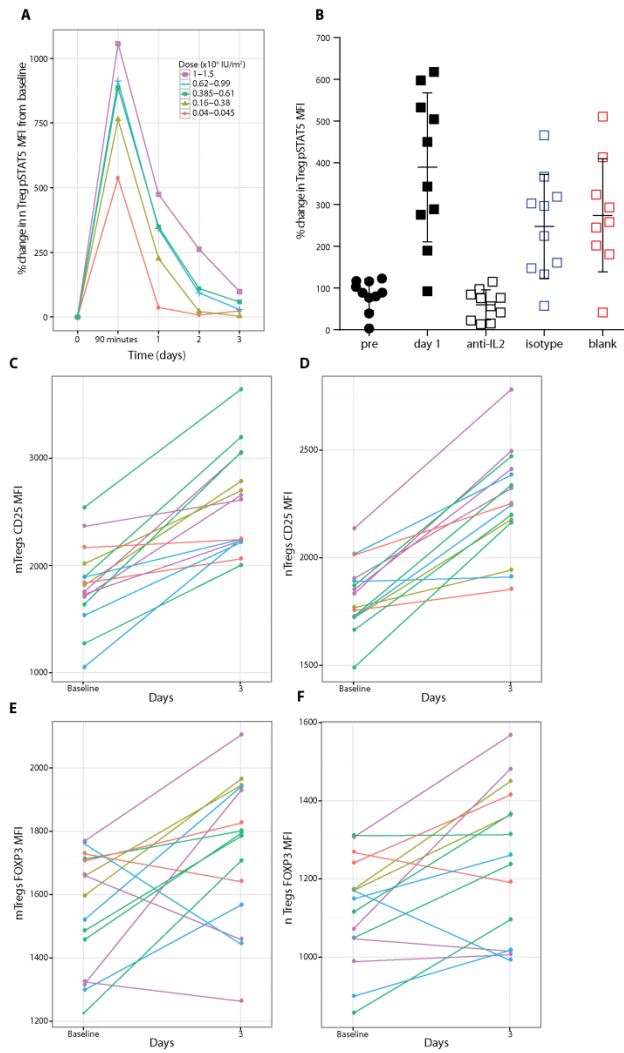 A
% change in n Treg pSTAT5 MFI from baseline
1000
750
500
250
0
Dose (x10⁶ IU/m²)
1−1.5
0.62−0.99
0.385−0.61
0.16−0.38
0.04−0.045
0 90 minutes 1 2 3
Time (days)
B
% change in Treg pSTAT5 MFI
700
600
500
400
300
200
100
0
pre day 1 anti-IL2 isotype blank
C
mTregs CD25 MFI
3000
2000
1000
Baseline 3
Days
D
nTregs CD25 MFI
2500
2000
1500
Baseline 3
Days
E
mTregs FOXP3 MFI
2000
1800
1600
1400
1200
Baseline 3
Days
F
n Tregs FOXP3 MFI
1600
1400
1200
1000
Baseline 3
Days